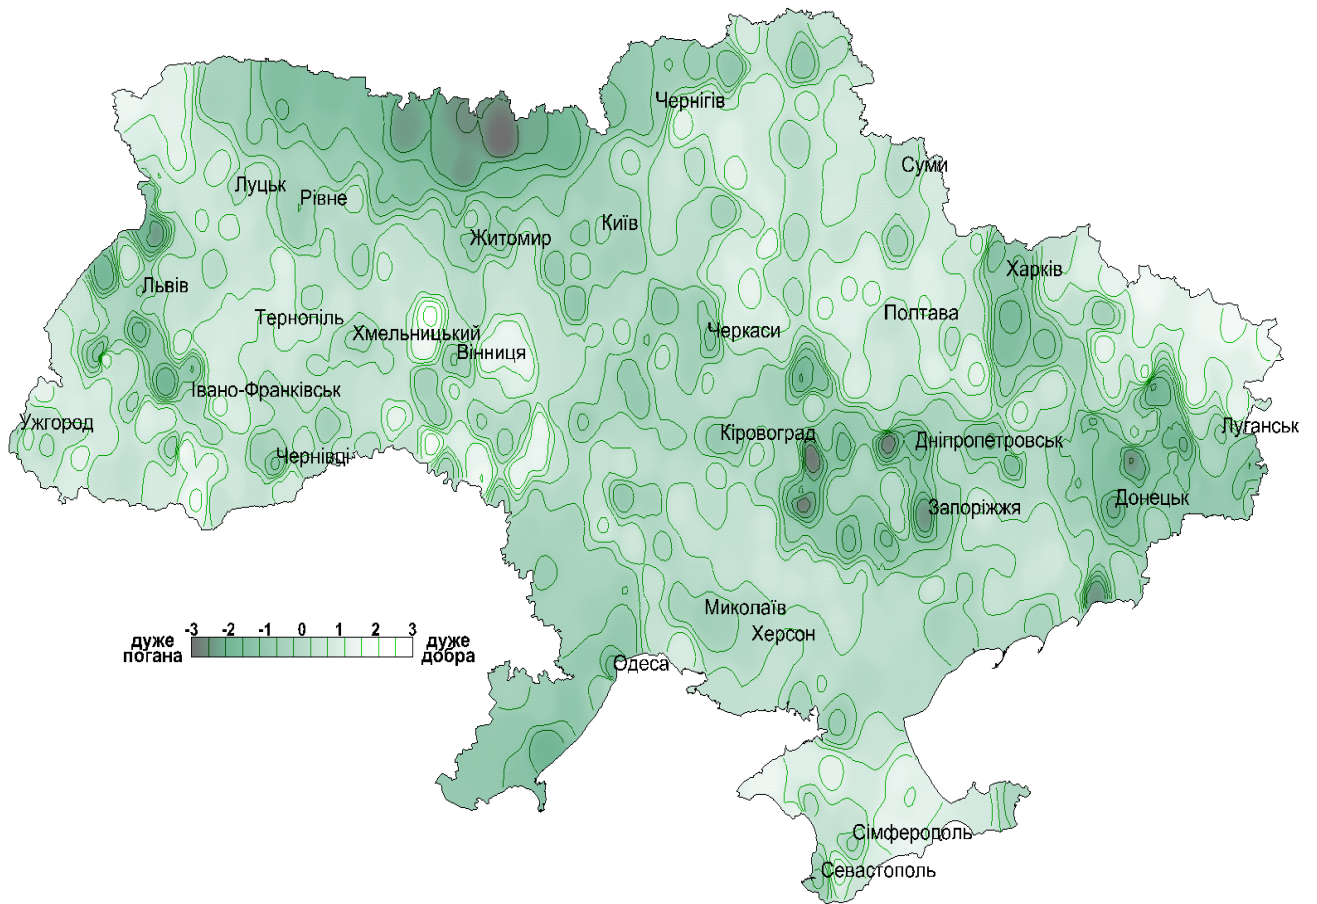 Чернігів
Суми
Луцьк
Рівне
Київ
Житомир
Харків
Львів
Тернопіль
Хмельницький
Полтава
Черкаси
Вінниця
Івано-Франківськ
Ужгород
Луганськ
Кіровоград
Дніпропетровськ
Чернівці
Донецьк
Запоріжжя
Миколаїв
Херсон
-3 -2 -1 0 1 2 3
дуже погана
дуже добра
Одеса
Сімферополь
Севастополь